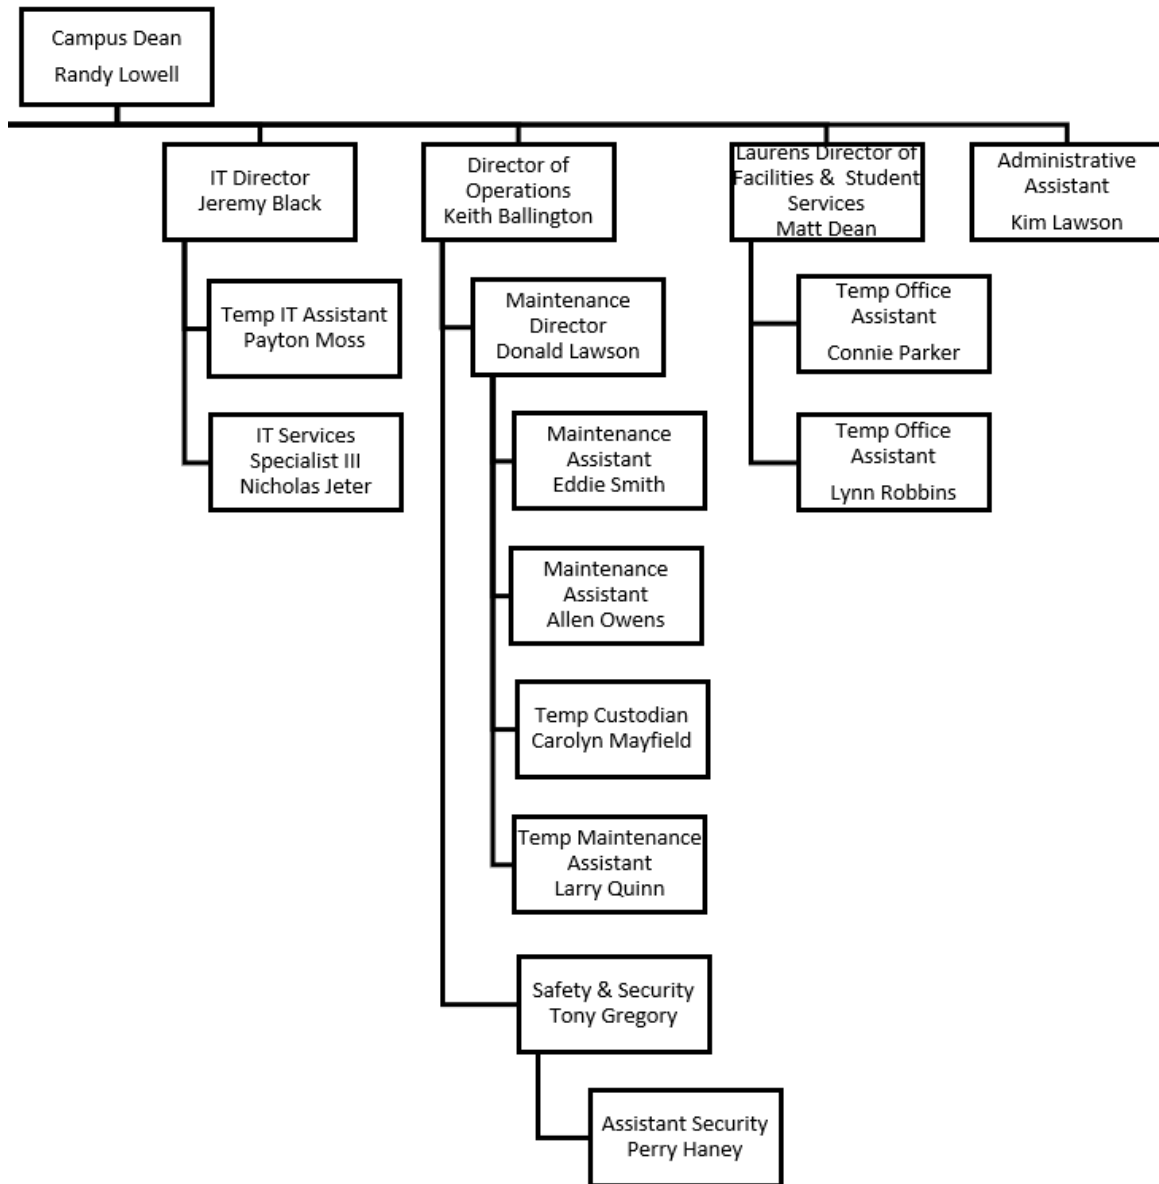 Campus Dean
Randy Lowell
IT Director
Jeremy Black
Director of
Operations
Keith Ballington
Laurens Director of
Facilities & Student
Services
Matt Dean
Administrative
Assistant
Kim Lawson
Temp IT Assistant
Payton Moss
IT Services
Specialist III
Nicholas Jeter
Maintenance
Director
Donald Lawson
Maintenance
Assistant
Eddie Smith
Maintenance
Assistant
Allen Owens
Temp Custodian
Carolyn Mayfield
Temp Maintenance
Assistant
Larry Quinn
Safety & Security
Tony Gregory
Assistant Security
Perry Haney
Temp Office
Assistant
Connie Parker
Temp Office
Assistant
Lynn Robbins